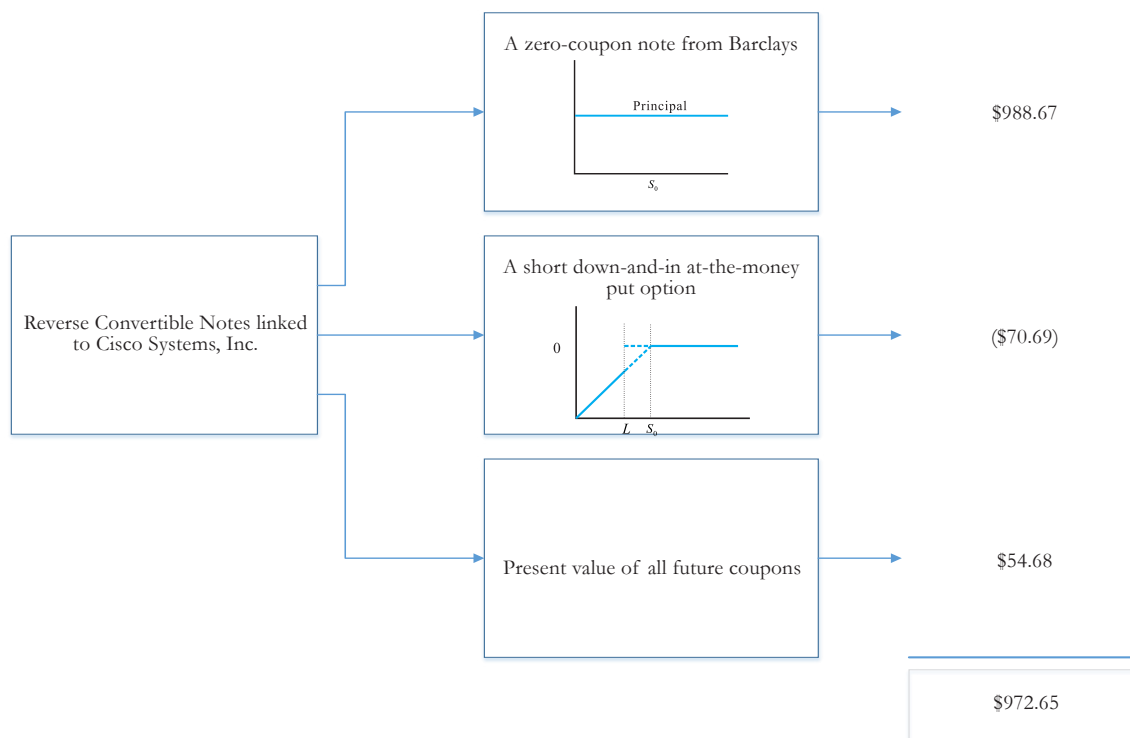 A zero-coupon note from Barclays
Principal
S₀
$988.67
Reverse Convertible Notes linked
to Cisco Systems, Inc.
A short down-and-in at-the-money
put option
0
L S₀
($70.69)
Present value of all future coupons
$54.68
$972.65